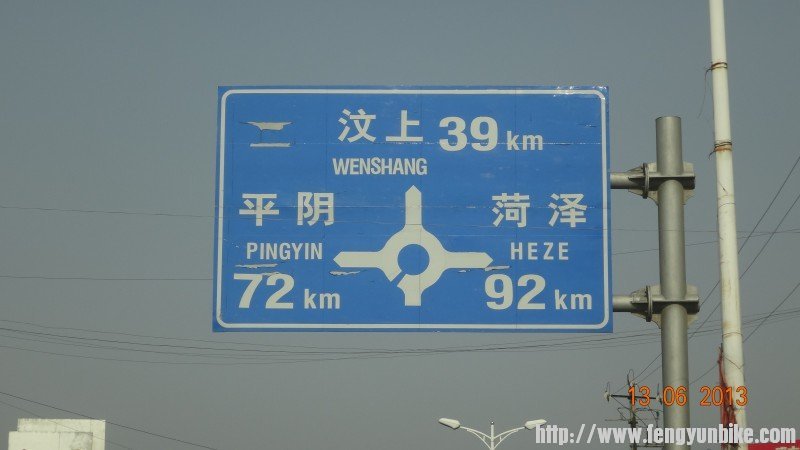 汶上 39 km
WENSHANG
平阴
PINGYIN
72 km
菏泽
HEZE
92 km
13 06 2013
http://www.fengyunbike.com/